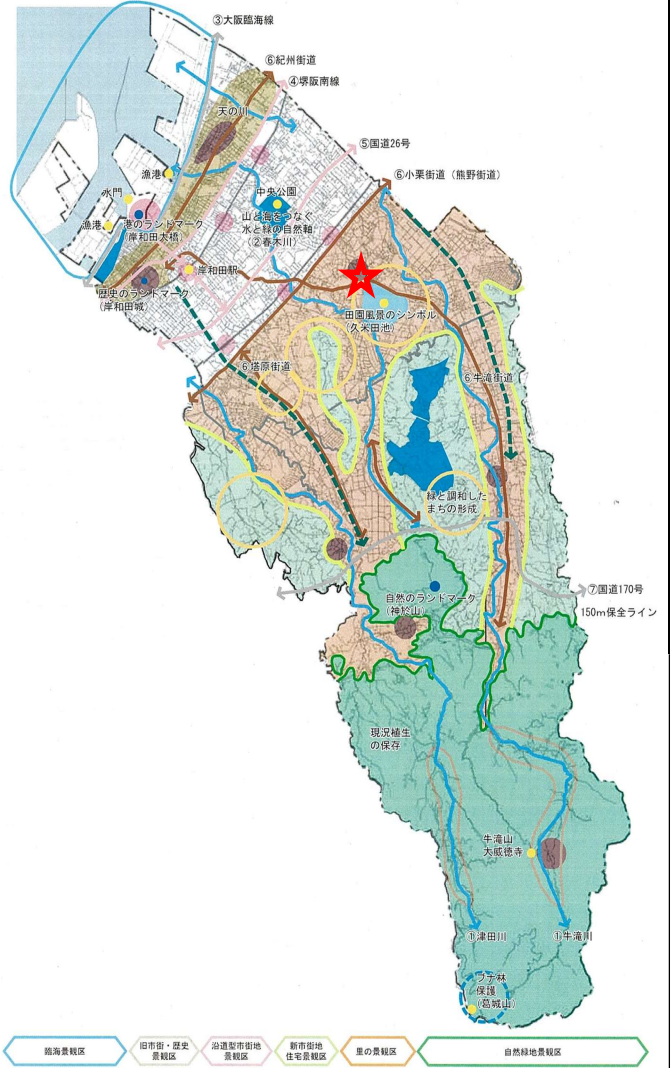 ③大阪臨海線
⑥紀州街道
④堺阪南線
天の川
⑤国道26号
漁港
⑥小栗街道（熊野街道）
水門
中央公園
漁港
港のランドマーク
（岸和田大橋）
山と海をつなぐ
水と緑の自然軸
（②春木川）
岸和田駅
歴史のランドマーク
（岸和田城）
田園風景のシンボル
（久米田池）
6塔原街道
6牛滝街道
緑と調和した
まちの形成
⑦国道170号
自然のランドマーク
（神於山）
150m保全ライン
現況植生
の保存
牛滝山
大威徳寺
①津田川
①牛滝川
ブナ林
保護
（葛城山）
臨海景観区
旧市街・歴史
景観区
沿道型市街地
景観区
新市街地
住宅景観区
里の景観区
自然緑地景観区